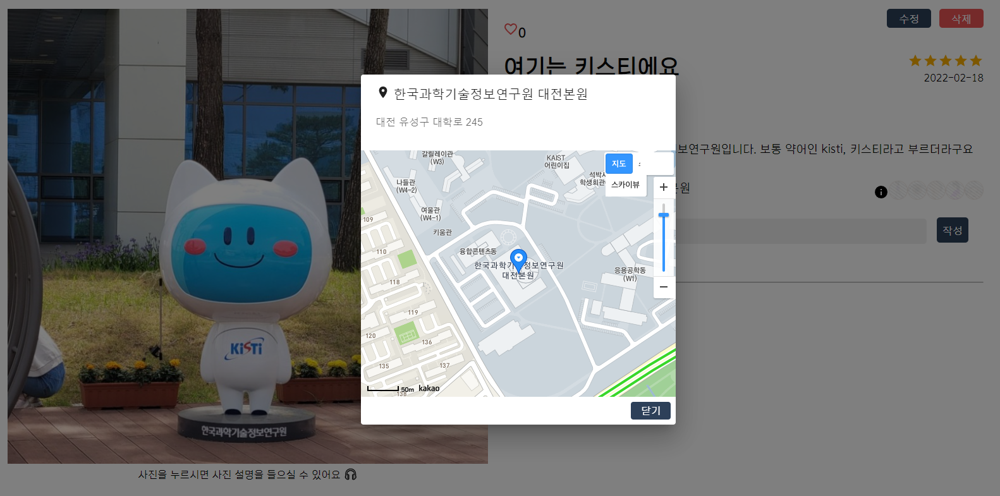 수정
삭제
0
여기는 키스티에요
2022-02-18
한국과학기술정보연구원 대전본원
대전 유성구 대학로 245
보연구원입니다. 보통 약어인 kisti, 키스티라고 부르더라구요
작성
갈릴레이관
(W3)
KAIST
어린이집
지도
스카이뷰
나들관
(W4-2)
학생회관
여울관
(W4-1)
109
키움관
110
융합콘텐츠동
한국과학기술정보연구원
대전본원
응용공학동
(W1)
118
119
120
136
135
137
138
50m
kakao
닫기
KiSTi
한국과학기술정보연구원
사진을 누르시면 사진 설명을 들으실 수 있어요